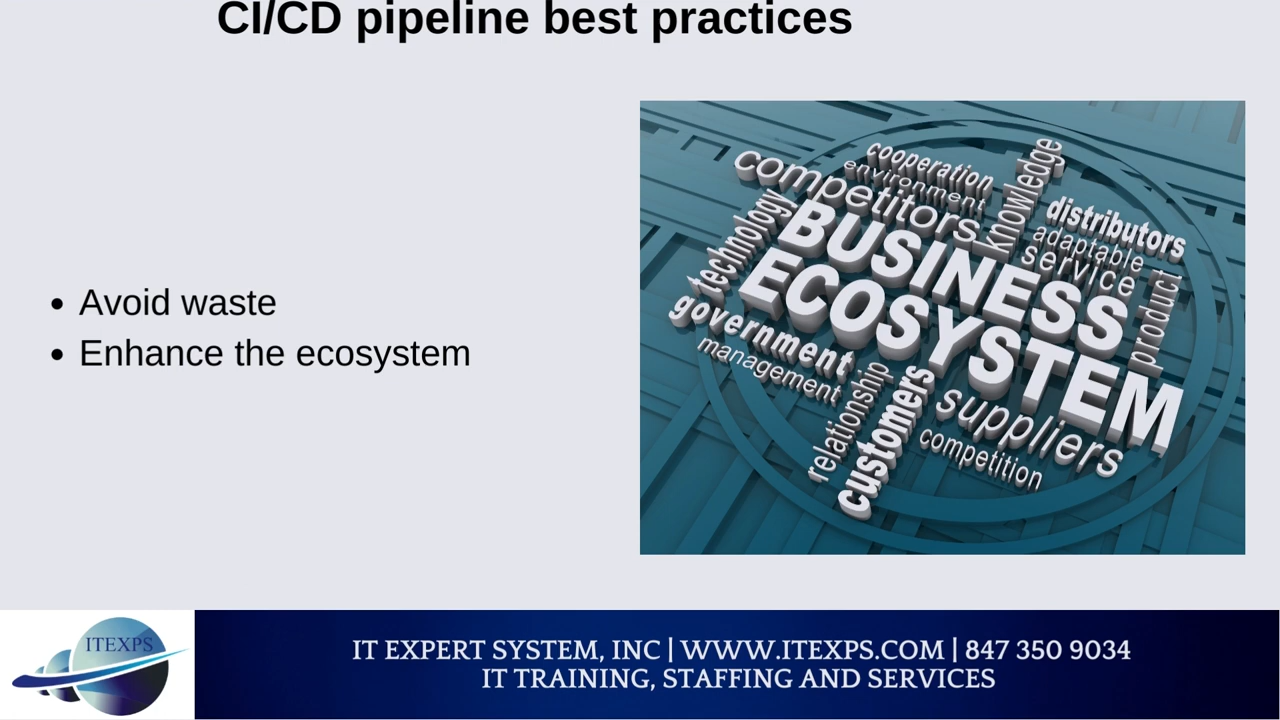 CI/CD pipeline best practices
• Avoid waste
• Enhance the ecosystem
cooperation
environment
knowledge
competitors
distributors
adaptable
service
technology
BUSINESS
ECOSYSTEM
product
government
management
relationship
customers
suppliers
competition
ITEXPS
IT EXPERT SYSTEM, INC | WWW.ITEXPS.COM | 847 350 9034
IT TRAINING, STAFFING AND SERVICES